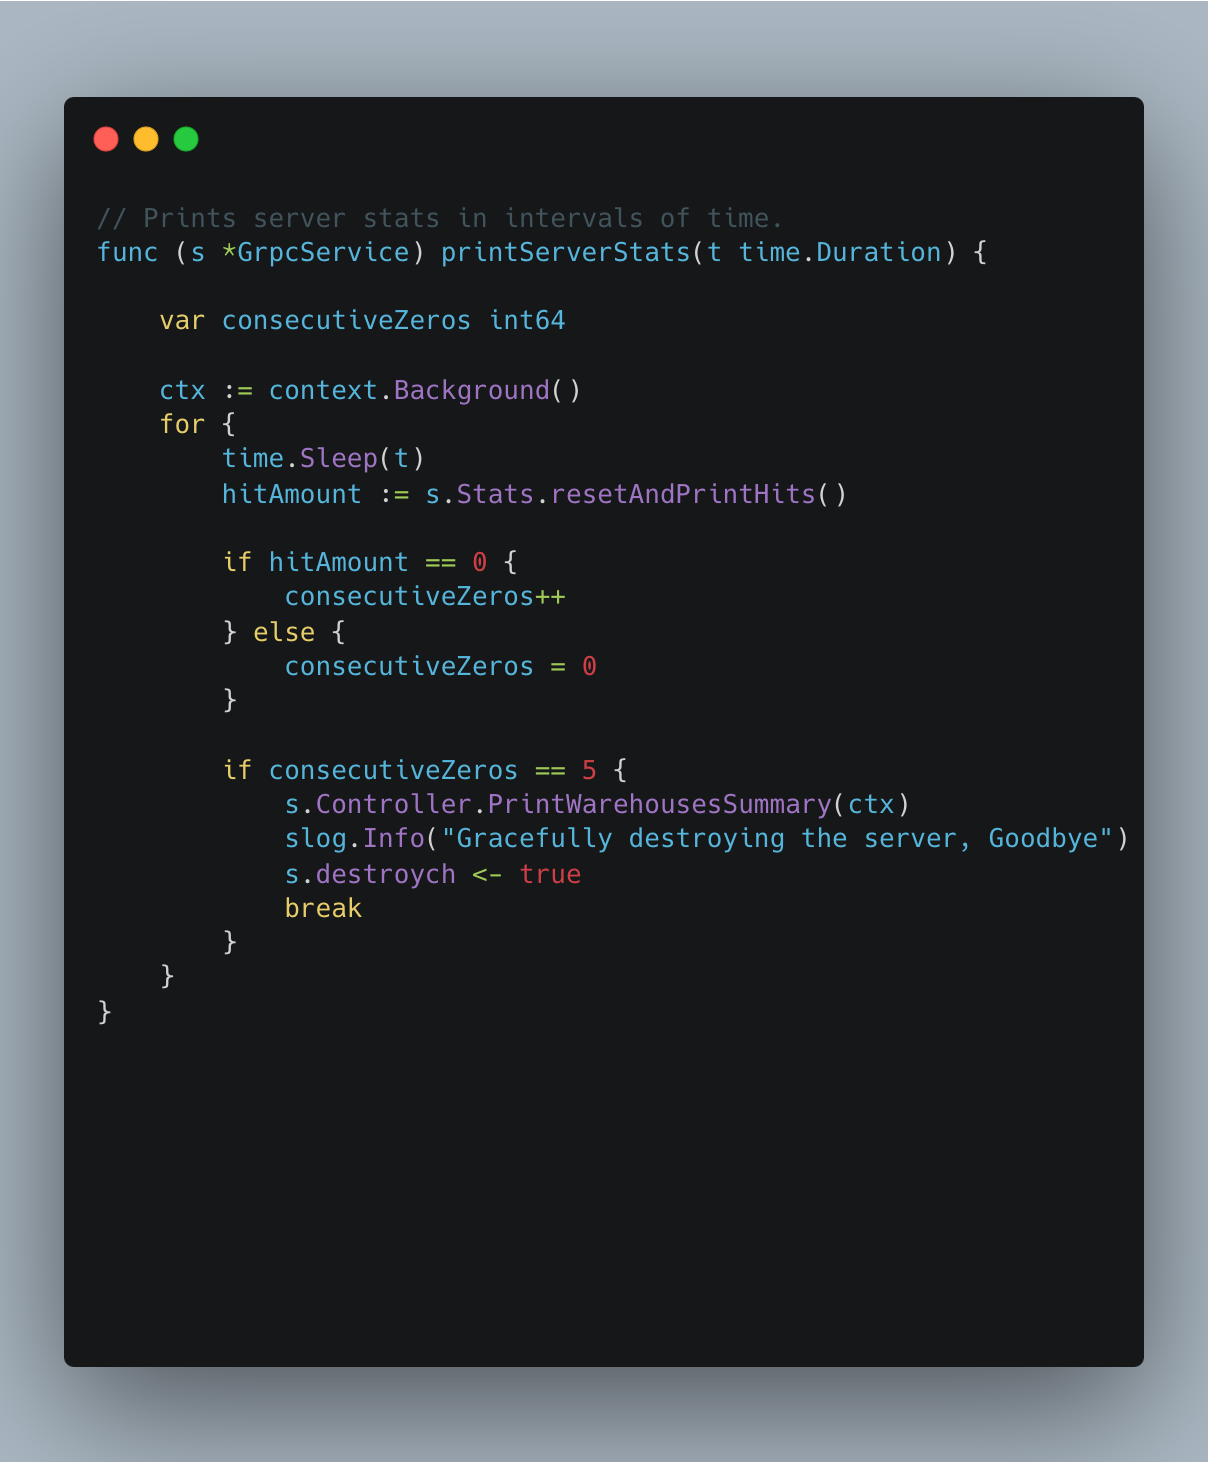 // Prints server stats in intervals of time.
func (s *GrpcService) printServerStats(t time.Duration) {

    var consecutiveZeros int64

    ctx := context.Background()
    for {
        time.Sleep(t)
        hitAmount := s.Stats.resetAndPrintHits()

        if hitAmount == 0 {
            consecutiveZeros++
        } else {
            consecutiveZeros = 0
        }

        if consecutiveZeros == 5 {
            s.Controller.PrintWarehousesSummary(ctx)
            slog.Info("Gracefully destroying the server, Goodbye")
            s.destroych <- true
            break
        }
    }
}